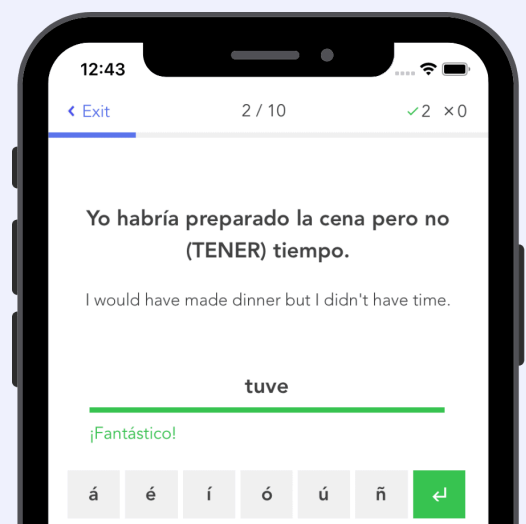 12:43
Exit 2 / 10 ✓2 ×0
Yo habría preparado la cena pero no
(TENER) tiempo.
I would have made dinner but I didn't have time.
tuve
¡Fantástico!
á é í ó ú ñ